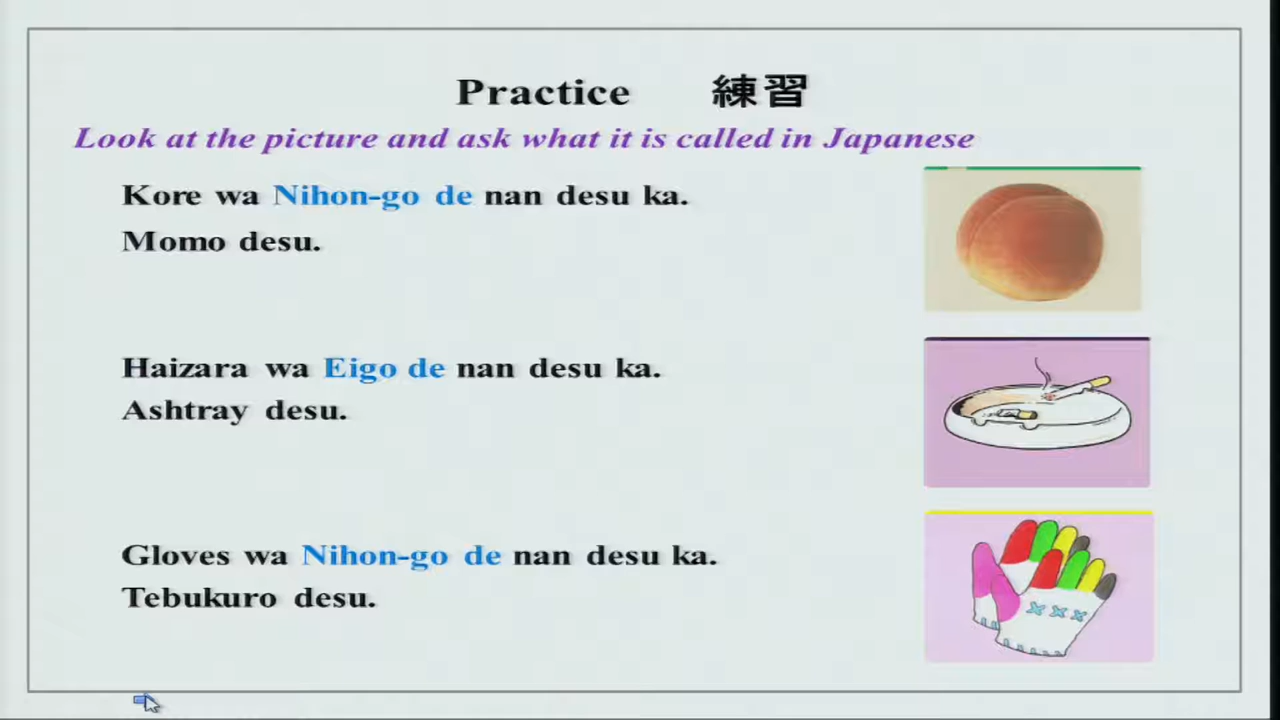 Practice 練習
Look at the picture and ask what it is called in Japanese
Kore wa Nihon-go de nan desu ka.
Momo desu.
Haizara wa Eigo de nan desu ka.
Ashtray desu.
Gloves wa Nihon-go de nan desu ka.
Tebukuro desu.